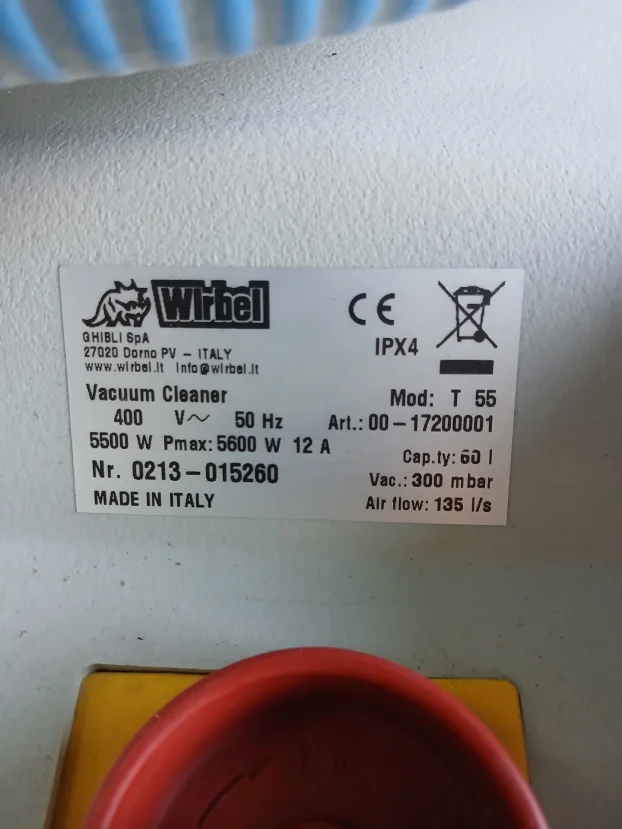 Wirbel
GHIBLI SpA
27020 Dorno PV - ITALY
www.wirbel.it info@wirbel.it
Vacuum Cleaner
400 V~ 50 Hz
5500 W Pmax: 5600 W 12 A
Nr. 0213-015260
MADE IN ITALY
CE
IPX4
Mod: T 55
Art.: 00-17200001
Cap.ty: 60 l
Vac.: 300 mbar
Air flow: 135 l/s